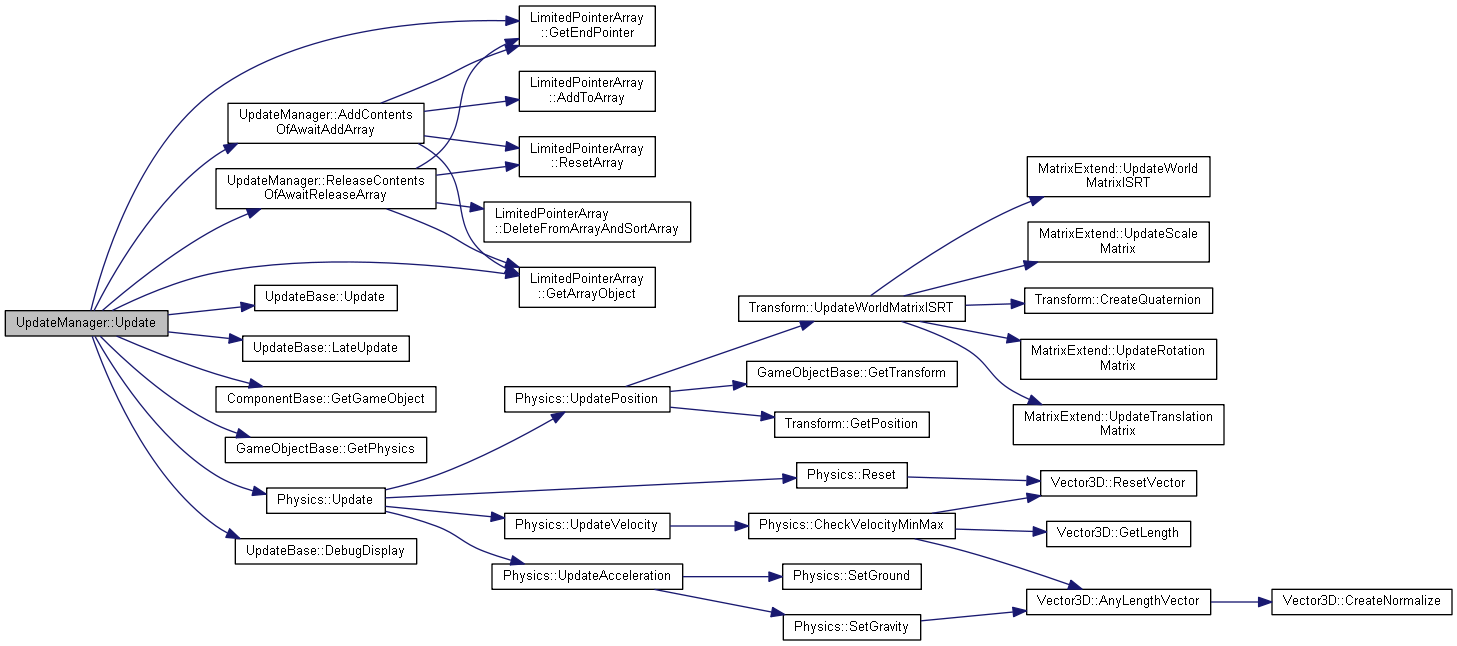 LimitedPointerArray
::GetEndPointer
LimitedPointerArray
::AddToArray
UpdateManager::AddContents
OfAwaitAddArray
LimitedPointerArray
::ResetArray
UpdateManager::ReleaseContents
OfAwaitReleaseArray
LimitedPointerArray
::DeleteFromArrayAndSortArray
LimitedPointerArray
::GetArrayObject
UpdateManager::Update
UpdateBase::Update
UpdateBase::LateUpdate
ComponentBase::GetGameObject
GameObjectBase::GetPhysics
Physics::Update
UpdateBase::DebugDisplay
Physics::UpdatePosition
Physics::UpdateVelocity
Physics::UpdateAcceleration
Transform::UpdateWorldMatrixISRT
GameObjectBase::GetTransform
Transform::GetPosition
Physics::Reset
Physics::CheckVelocityMinMax
Physics::SetGround
Physics::SetGravity
MatrixExtend::UpdateWorld
MatrixISRT
MatrixExtend::UpdateScale
Matrix
Transform::CreateQuaternion
MatrixExtend::UpdateRotation
Matrix
MatrixExtend::UpdateTranslation
Matrix
Vector3D::ResetVector
Vector3D::GetLength
Vector3D::AnyLengthVector
Vector3D::CreateNormalize